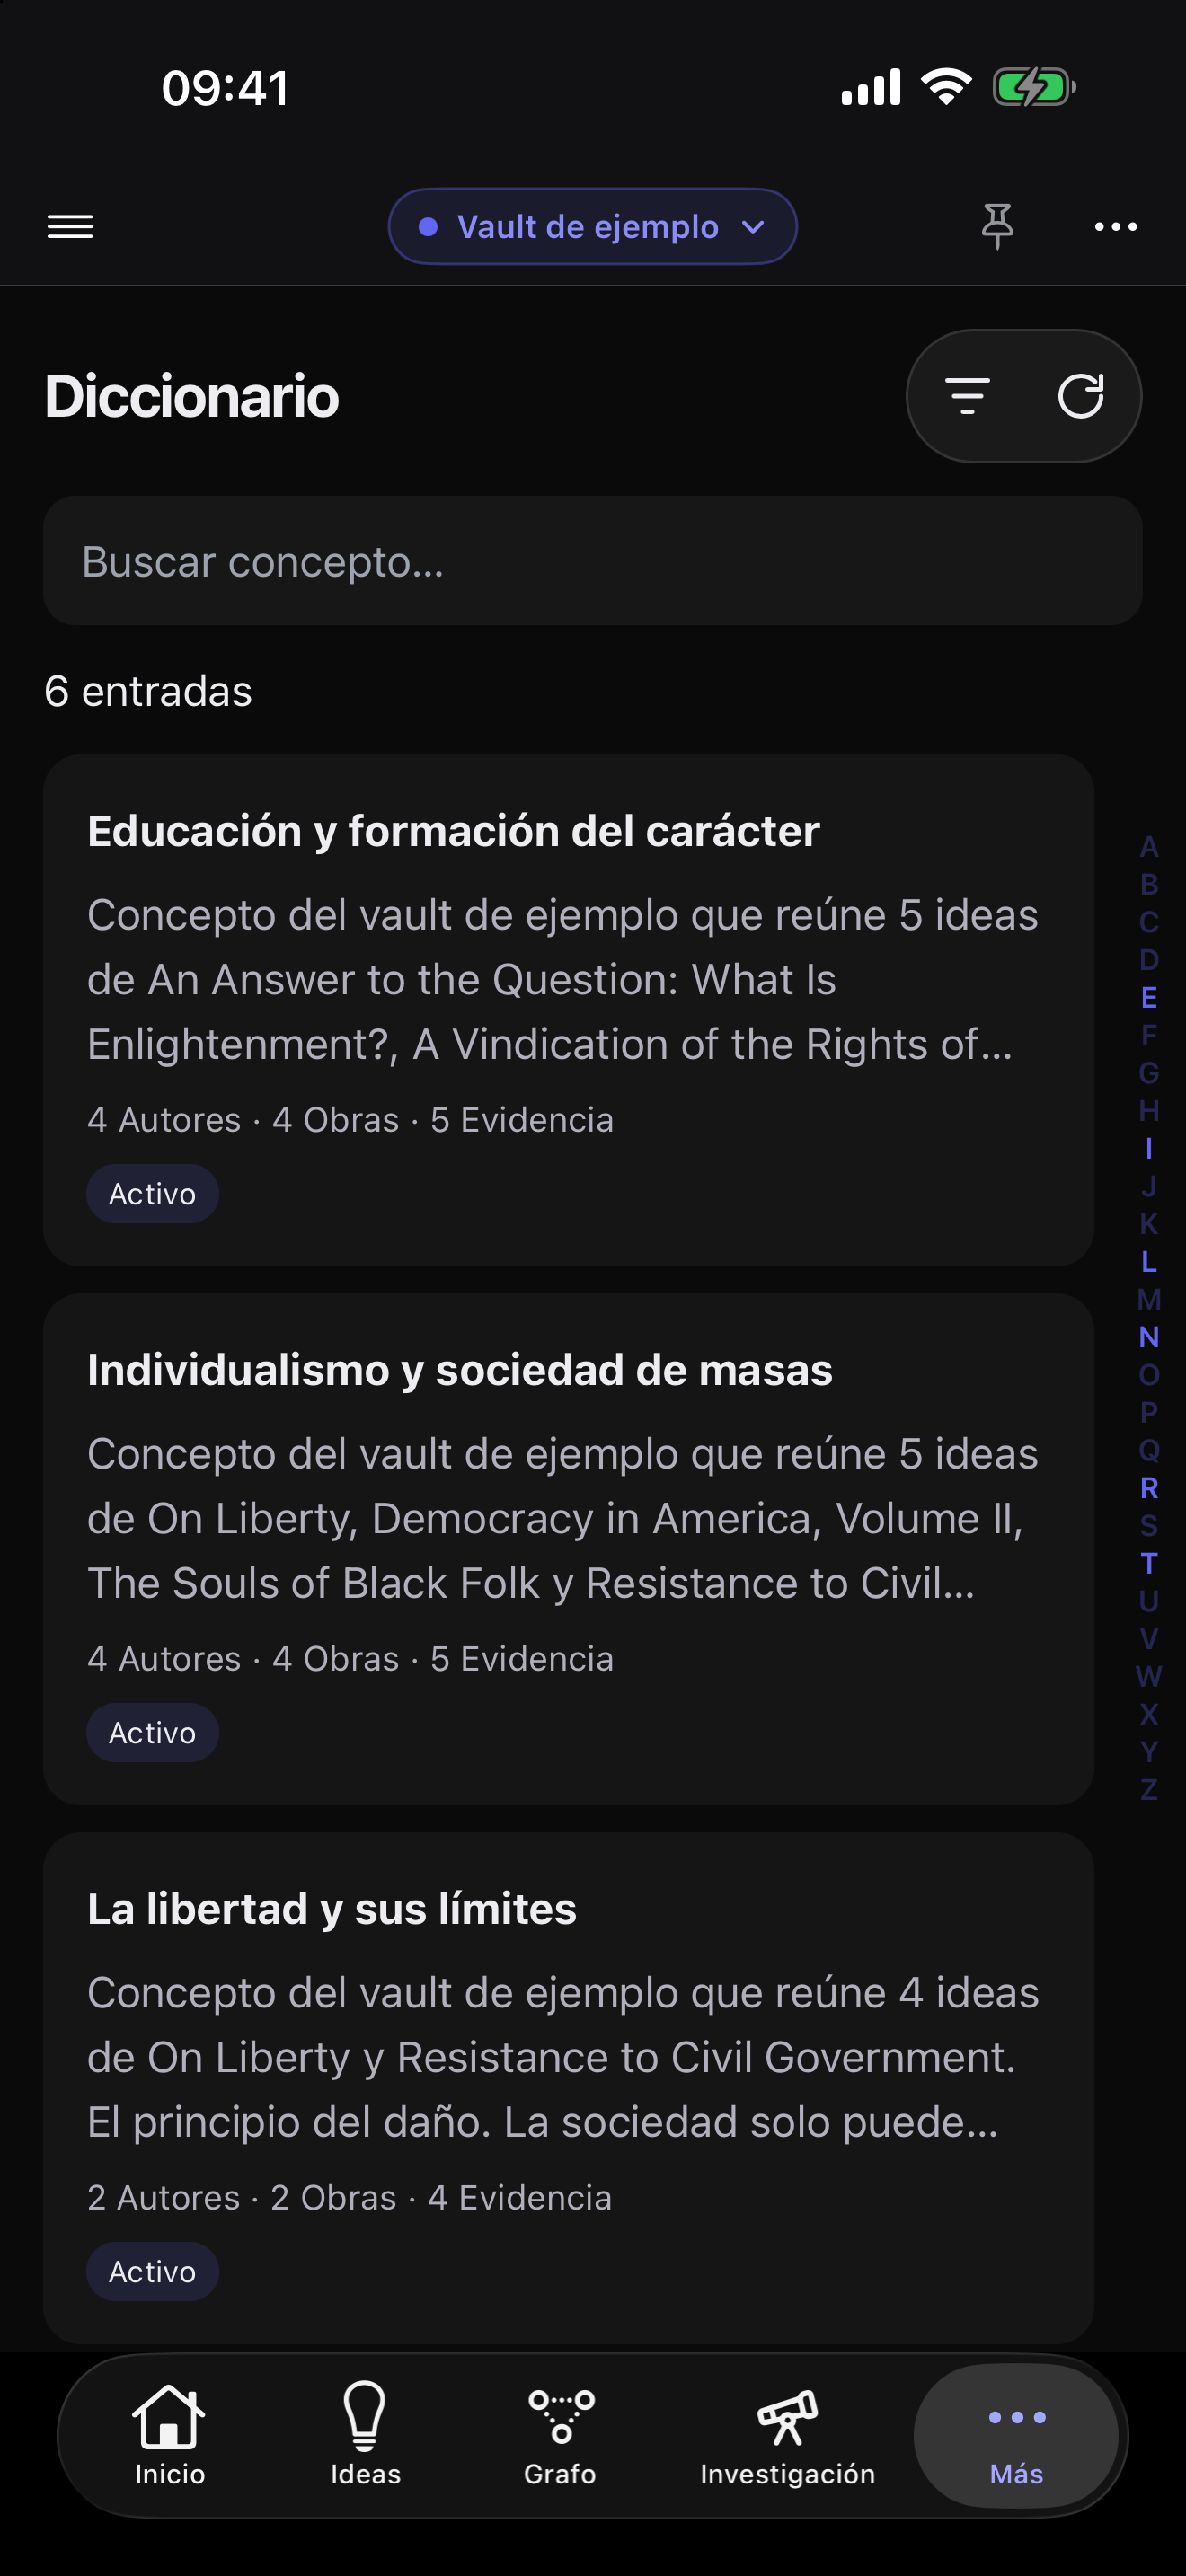 09:41
Vault de ejemplo
Diccionario
Buscar concepto...
6 entradas
Educación y formación del carácter
Concepto del vault de ejemplo que reúne 5 ideas
de An Answer to the Question: What Is
Enlightenment?, A Vindication of the Rights of...
4 Autores · 4 Obras · 5 Evidencia
Activo
Individualismo y sociedad de masas
Concepto del vault de ejemplo que reúne 5 ideas
de On Liberty, Democracy in America, Volume II,
The Souls of Black Folk y Resistance to Civil...
4 Autores · 4 Obras · 5 Evidencia
Activo
La libertad y sus límites
Concepto del vault de ejemplo que reúne 4 ideas
de On Liberty y Resistance to Civil Government.
El principio del daño. La sociedad solo puede...
2 Autores · 2 Obras · 4 Evidencia
Activo
A
B
C
D
E
F
G
H
I
J
K
L
M
N
O
P
Q
R
S
T
U
V
W
X
Y
Z
Inicio
Ideas
Grafo
Investigación
Más